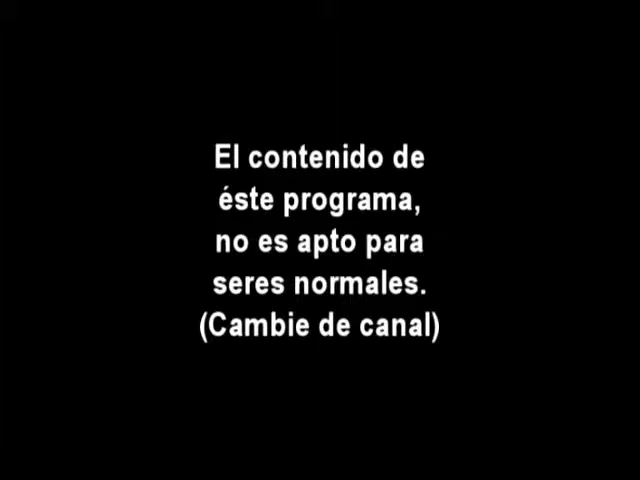 El contenido de
éste programa,
no es apto para
seres normales.
(Cambie de canal)